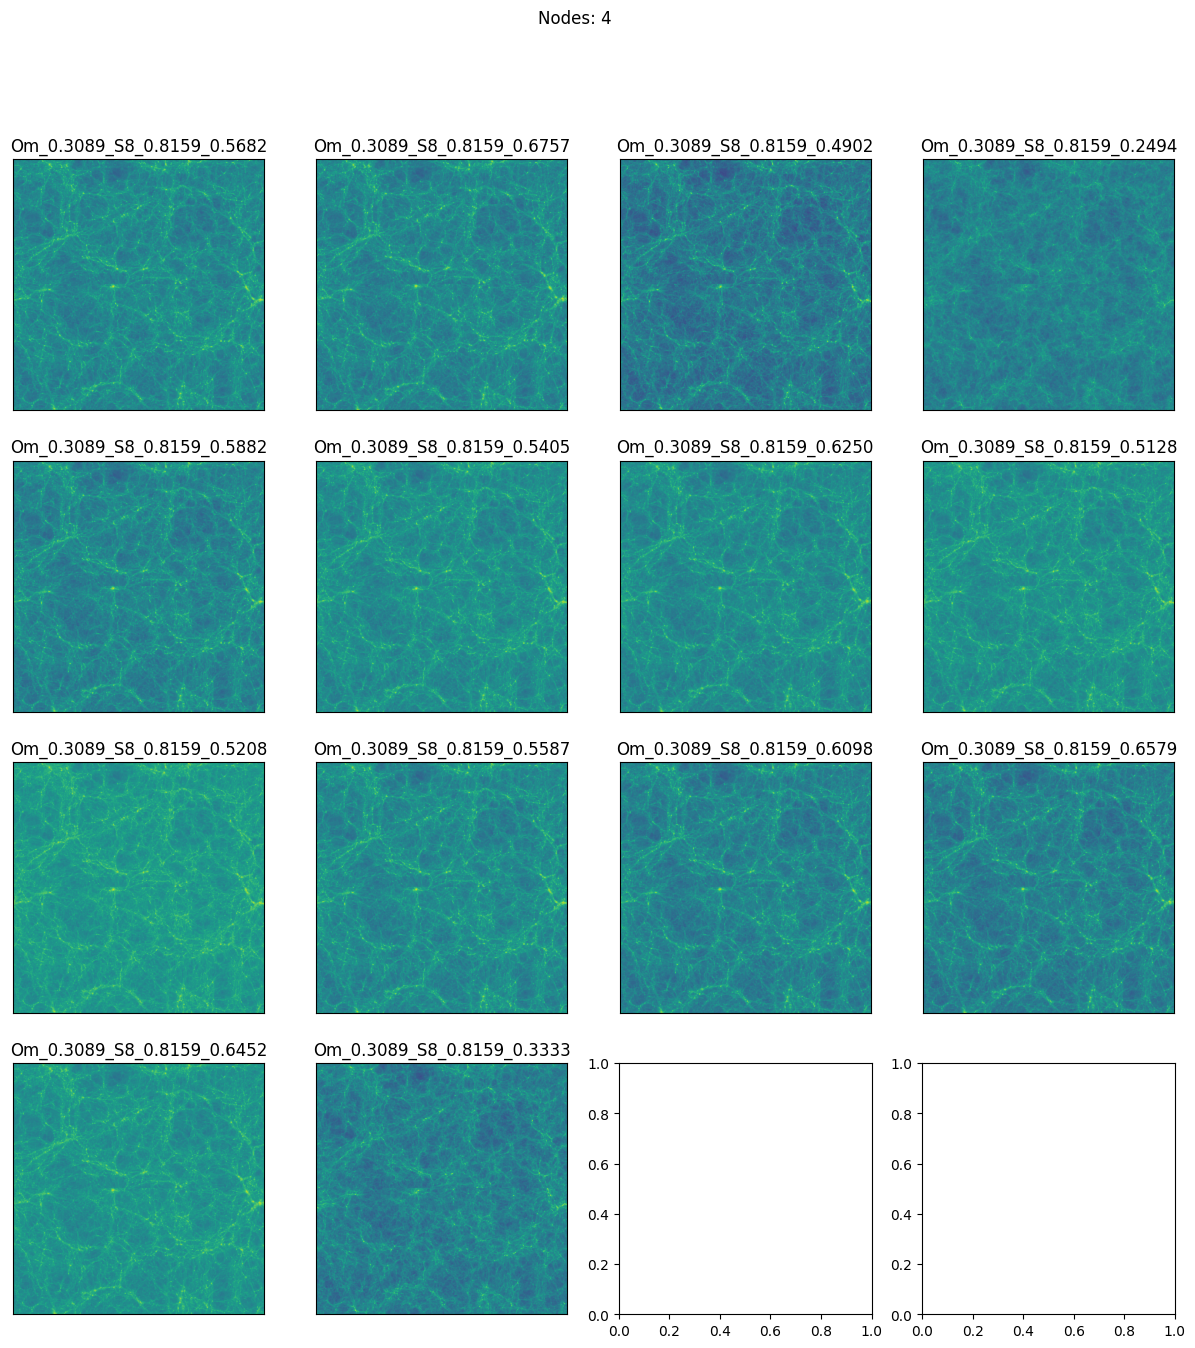 Nodes: 4
Om_0.3089_S8_0.8159_0.5682 Om_0.3089_S8_0.8159_0.6757 Om_0.3089_S8_0.8159_0.4902 Om_0.3089_S8_0.8159_0.2494
Om_0.3089_S8_0.8159_0.5882 Om_0.3089_S8_0.8159_0.5405 Om_0.3089_S8_0.8159_0.6250 Om_0.3089_S8_0.8159_0.5128
Om_0.3089_S8_0.8159_0.5208 Om_0.3089_S8_0.8159_0.5587 Om_0.3089_S8_0.8159_0.6098 Om_0.3089_S8_0.8159_0.6579
Om_0.3089_S8_0.8159_0.6452 Om_0.3089_S8_0.8159_0.3333
1.0 1.0
0.8 0.8
0.6 0.6
0.4 0.4
0.2 0.2
0.0 0.0
0.0 0.2 0.4 0.6 0.8 1.0 0.0 0.2 0.4 0.6 0.8 1.0